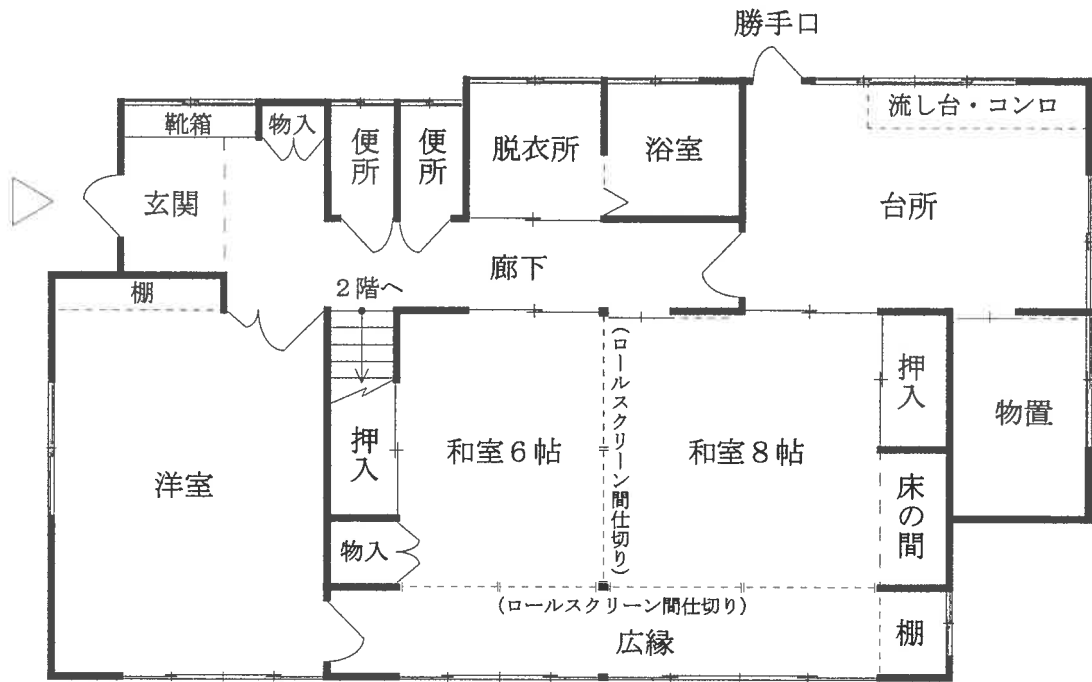 勝手口
靴箱
物入
便所
便所
脱衣所
浴室
流し台・コンロ
玄関
台所
廊下
棚
2階へ
(ロールスクリーン間仕切り)
押入
物置
押入
和室6帖
和室8帖
洋室
床の間
物入
(ロールスクリーン間仕切り)
広縁
棚